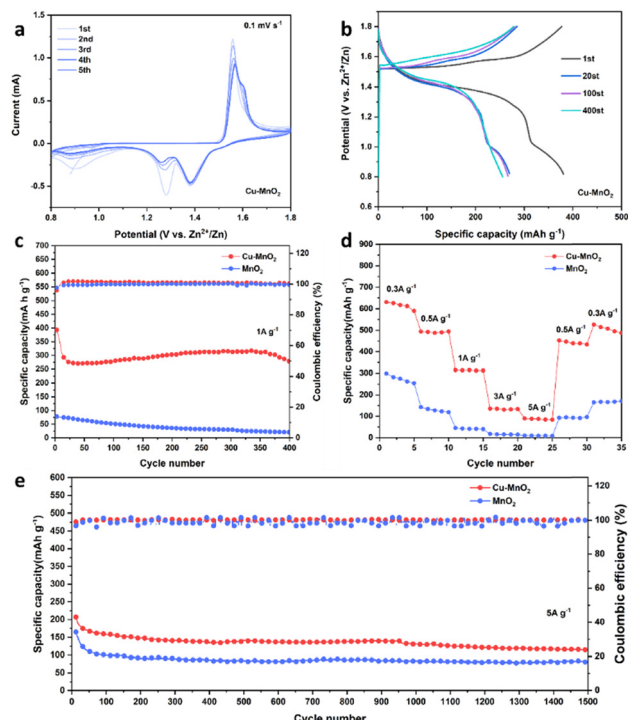 a
0.1 mV s⁻¹
1st
2nd
3rd
4th
5th
Current (mA)
1.5
1.0
0.5
0.0
-0.5
0.8 1.0 1.2 1.4 1.6 1.8
Cu-MnO₂
Potential (V vs. Zn²⁺/Zn)
b
Potential (V vs. Zn²⁺/Zn)
2.0
1.8
1.6
1.4
1.2
1.0
0.8
0.6
1st
20st
100st
400st
Cu-MnO₂
0 100 200 300 400 500
Specific capacity (mAh g⁻¹)
c
Specific capacity(mA h g⁻¹)
700
650
600
550
500
450
400
350
300
250
200
150
100
50
0
Cu-MnO₂
MnO₂
1A g⁻¹
120
100
80
60
40
20
0
Coulombic efficiency (%)
0 50 100 150 200 250 300 350 400
Cycle number
d
Specific capacity(mAh g⁻¹)
900
800
700
600
500
400
300
200
100
0
Cu-MnO₂
MnO₂
0.3A g⁻¹
0.5A g⁻¹
1A g⁻¹
3A g⁻¹
5A g⁻¹
0.5A g⁻¹
0.3A g⁻¹
0 5 10 15 20 25 30 35
Cycle number
e
Specific capacity(mAh g⁻¹)
600
550
500
450
400
350
300
250
200
150
100
50
0
Cu-MnO₂
MnO₂
5A g⁻¹
120
100
80
60
40
20
0
Coulombic efficiency (%)
0 100 200 300 400 500 600 700 800 900 1000 1100 1200 1300 1400 1500
Cycle number